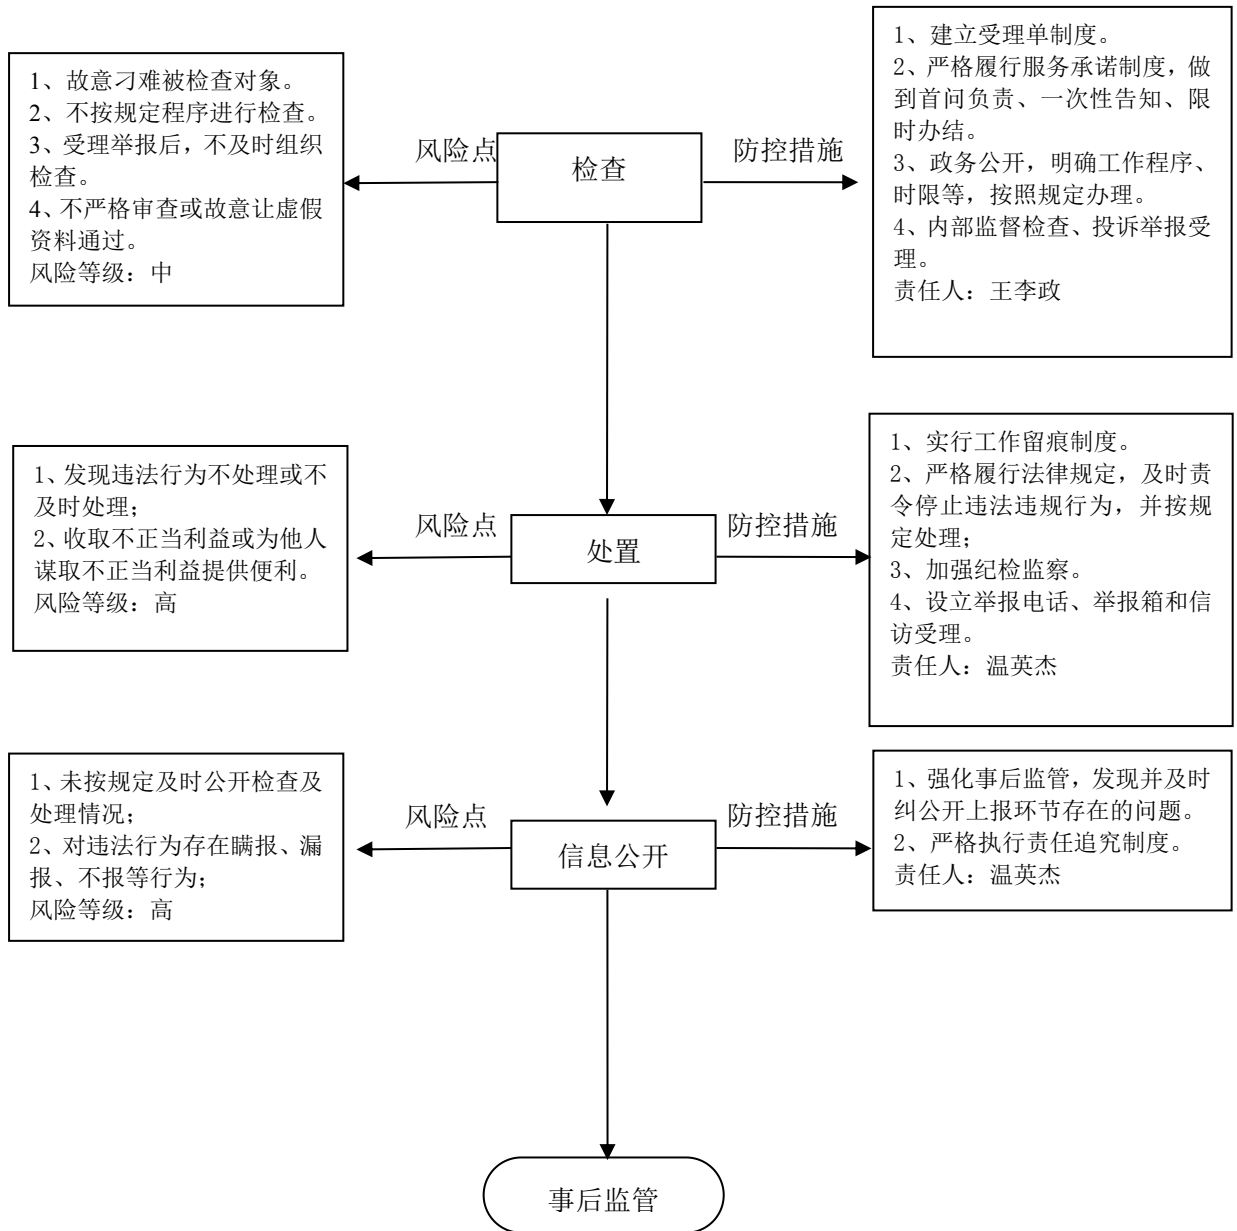 1、故意刁难被检查对象。
2、不按规定程序进行检查。
3、受理举报后，不及时组织
检查。
4、不严格审查或故意让虚假
资料通过。
风险等级：中
风险点
检查
防控措施
1、建立受理单制度。
2、严格履行服务承诺制度，做
到首问负责、一次性告知、限
时办结。
3、政务公开，明确工作程序、
时限等，按照规定办理。
4、内部监督检查、投诉举报受
理。
责任人：王李政
1、发现违法行为不处理或不
及时处理；
2、收取不正当利益或为他人
谋取不正当利益提供便利。
风险等级：高
风险点
处置
防控措施
1、实行工作留痕制度。
2、严格履行法律规定，及时责
令停止违法违规行为，并按规
定处理；
3、加强纪检监察。
4、设立举报电话、举报箱和信
访受理。
责任人：温英杰
1、未按规定及时公开检查及
处理情况；
2、对违法行为存在瞒报、漏
报、不报等行为；
风险等级：高
风险点
信息公开
防控措施
1、强化事后监管，发现并及时
纠公开上报环节存在的问题。
2、严格执行责任追究制度。
责任人：温英杰
事后监管